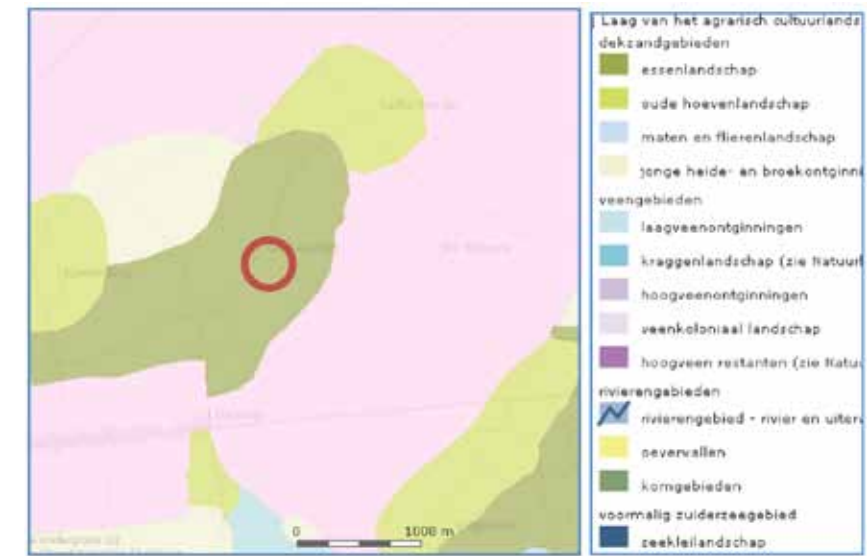 Laag van het agrarisch cultuurlands
dekzandgebieden
essenlandschap
oude hoevenlandschap
maten en flierenlandschap
jonge heide- en broekontginni
veengebieden
laagveenontginningen
kraggenlandschap (zie Natuurl
hoogveenontginningen
veenkoloniaal landschap
hoogveen restanten (zie Natuu
rivierengebieden
rivierengebied - rivier en uiterw
oeverwallen
komgebieden
voormalig zuiderzeegebied
zeekleilandschap
0 1000 m